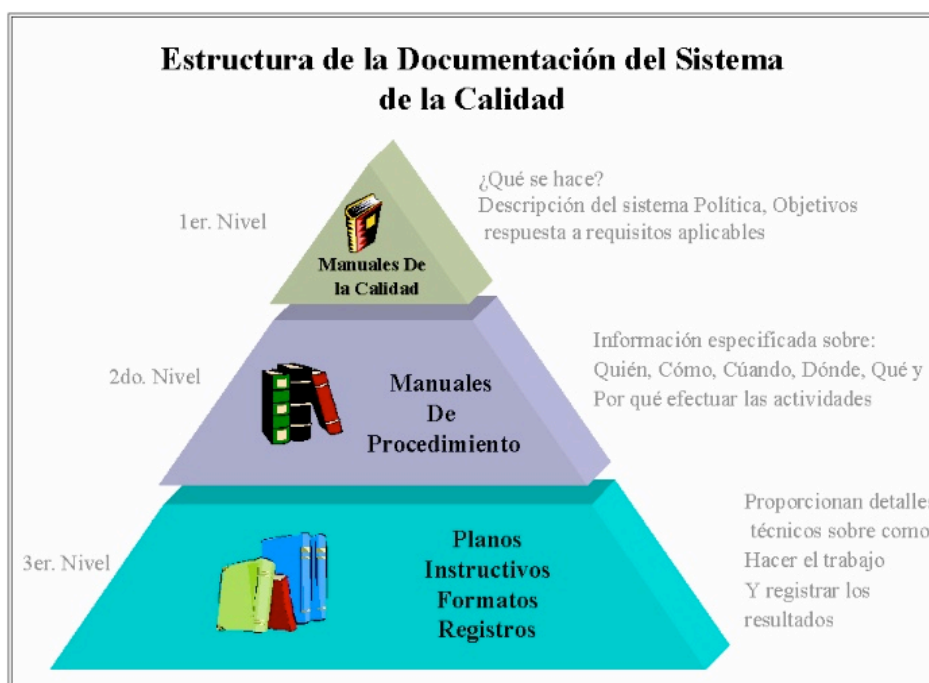 Estructura de la Documentación del Sistema
de la Calidad
1er. Nivel
Manuales De
la Calidad
¿Qué se hace?
Descripción del sistema Política, Objetivos
respuesta a requisitos aplicables
2do. Nivel
Manuales
De
Procedimiento
Información especificada sobre:
Quién, Cómo, Cúando, Dónde, Qué y
Por qué efectuar las actividades
3er. Nivel
Planos
Instructivos
Formatos
Registros
Proporcionan detalles
técnicos sobre como
Hacer el trabajo
Y registrar los
resultados